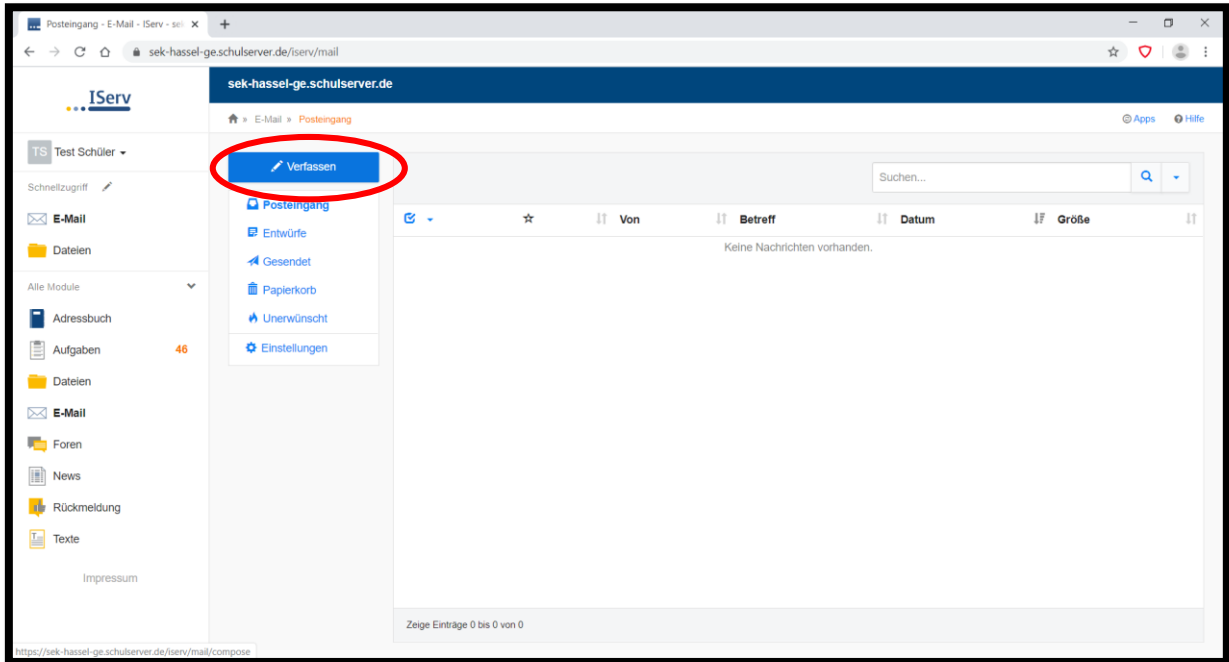 Posteingang - E-Mail - IServ - sek
sek-hassel-ge.schulserver.de/iserv/mail
IServ
sek-hassel-ge.schulserver.de
E-Mail » Posteingang
Apps
Hilfe
TS Test Schüler
Schnellzugriff
E-Mail
Dateien
Alle Module
Adressbuch
Aufgaben 46
Dateien
E-Mail
Foren
News
Rückmeldung
Texte
Impressum
Verfassen
Posteingang
Entwürfe
Gesendet
Papierkorb
Unerwünscht
Einstellungen
Suchen...
Von Betreff Datum Größe
Keine Nachrichten vorhanden.
Zeige Einträge 0 bis 0 von 0
https://sek-hassel-ge.schulserver.de/iserv/mail/compose